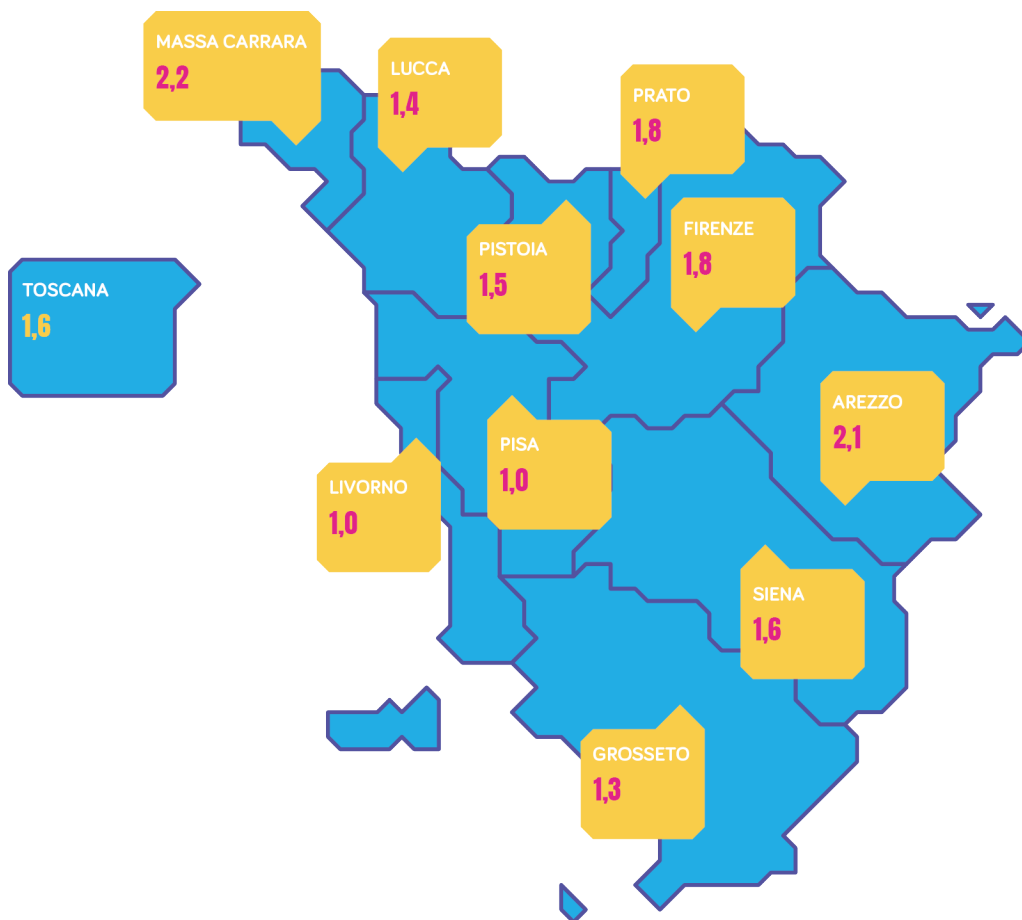 MASSA CARRARA
2,2
LUCCA
1,4
PRATO
1,8
PISTOIA
1,5
FIRENZE
1,8
TOSCANA
1,6
AREZZO
2,1
PISA
1,0
LIVORNO
1,0
SIENA
1,6
GROSSETO
1,3